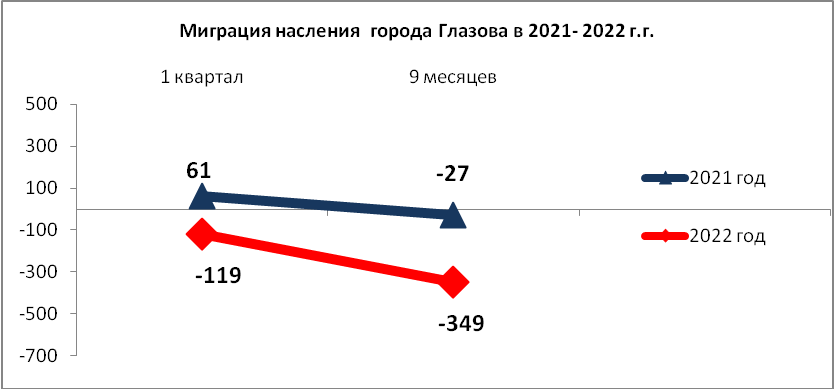 Миграция насления города Глазова в 2021- 2022 г.г.
1 квартал
9 месяцев
500
300
100
-100
-300
-500
-700
61
-27
-119
-349
2021 год
2022 год